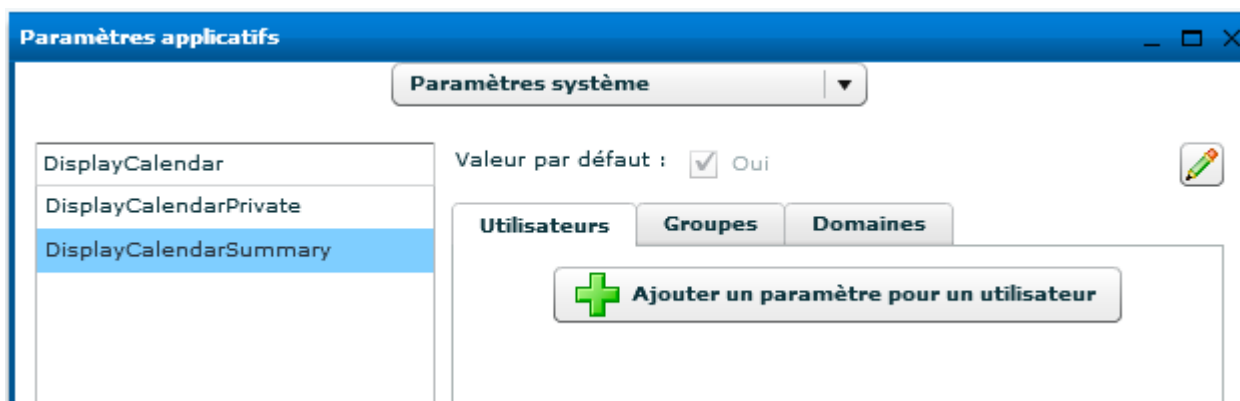 Paramètres applicatifs
Paramètres système
DisplayCalendar
DisplayCalendarPrivate
DisplayCalendarSummary
Valeur par défaut : Oui
Utilisateurs Groupes Domaines
Ajouter un paramètre pour un utilisateur